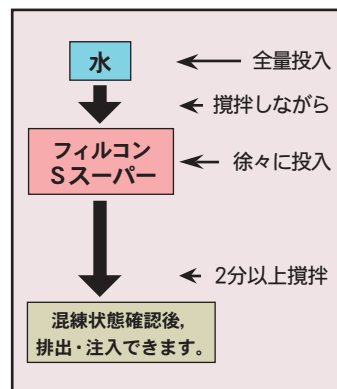 水
全量投入
撹拌しながら
フィルコン
Sスーパー
徐々に投入
2分以上撹拌
混練状態確認後,
排出・注入できます。